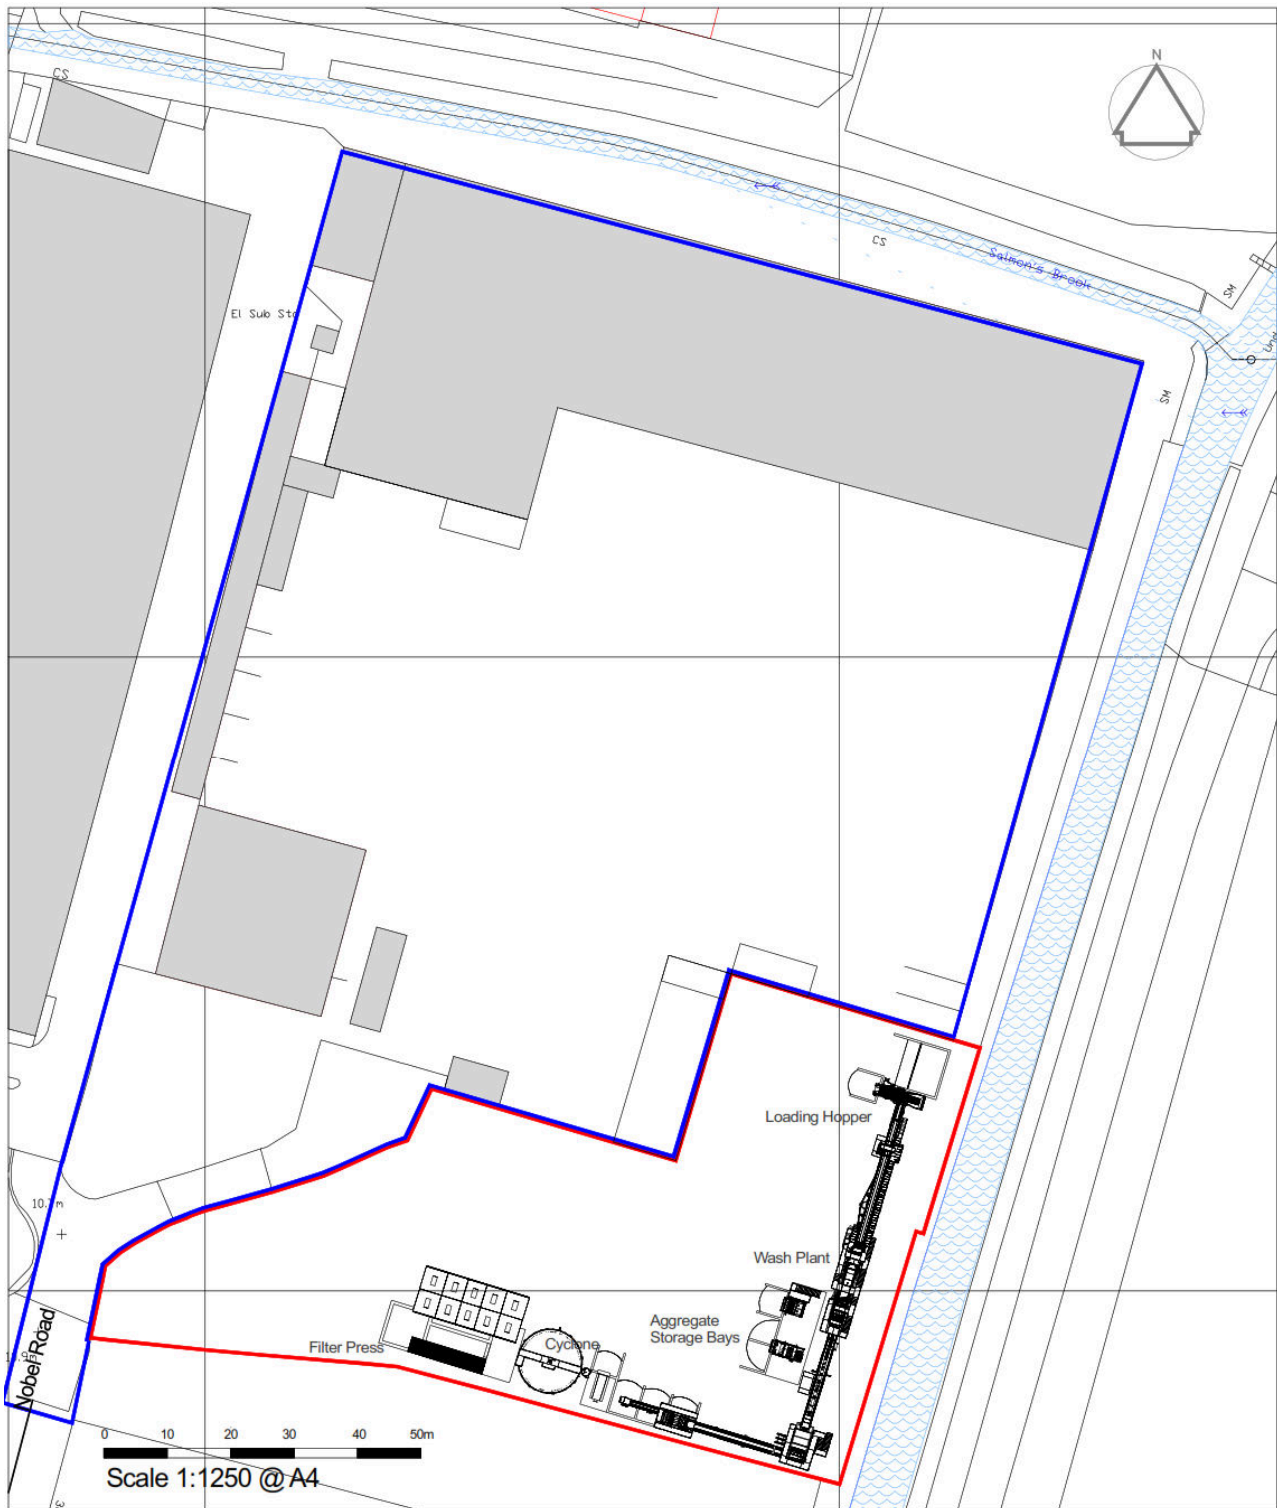 N
CS
CS
Salmon's Brook
SM
Und
El Sub Sta
SM
Loading Hopper
10.7m
Wash Plant
Aggregate
Storage Bays
Filter Press
Cyclone
Nobel Road
0 10 20 30 40 50m
Scale 1:1250 @ A4